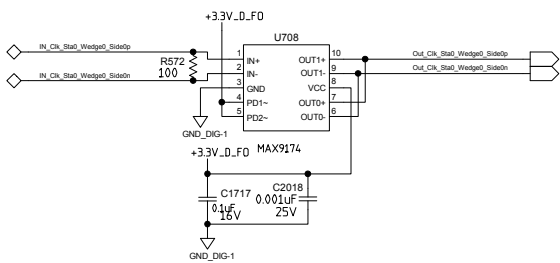 +3.3V_D_FO
U708
IN_Clk_Sta0_Wedge0_Side0p
1 IN+ OUT1+ 10
Out_Clk_Sta0_Wedge0_Side0p
R572
100
2 IN- OUT1- 9
Out_Clk_Sta0_Wedge0_Side0n
IN_Clk_Sta0_Wedge0_Side0n
3 GND VCC 8
4 PD1~ OUT0+ 7
5 PD2~ OUT0- 6
GND_DIG-1
MAX9174
+3.3V_D_FO
C1717
0.1uF
16V
C2018
0.001uF
25V
GND_DIG-1